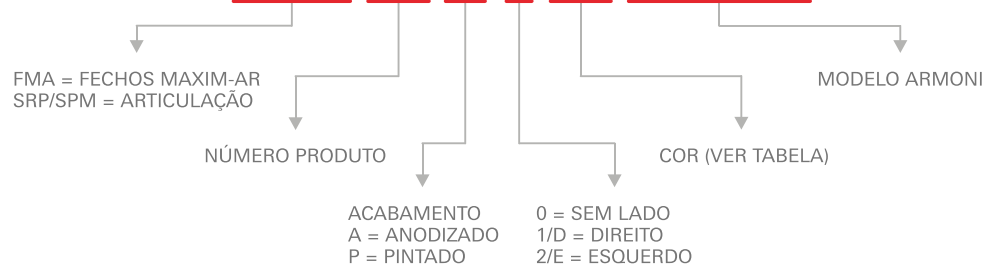 FMA = FECHOS MAXIM-AR
SRP/SPM = ARTICULAÇÃO
MODELO ARMONI
NÚMERO PRODUTO
COR (VER TABELA)
ACABAMENTO
A = ANODIZADO
P = PINTADO
0 = SEM LADO
1/D = DIREITO
2/E = ESQUERDO